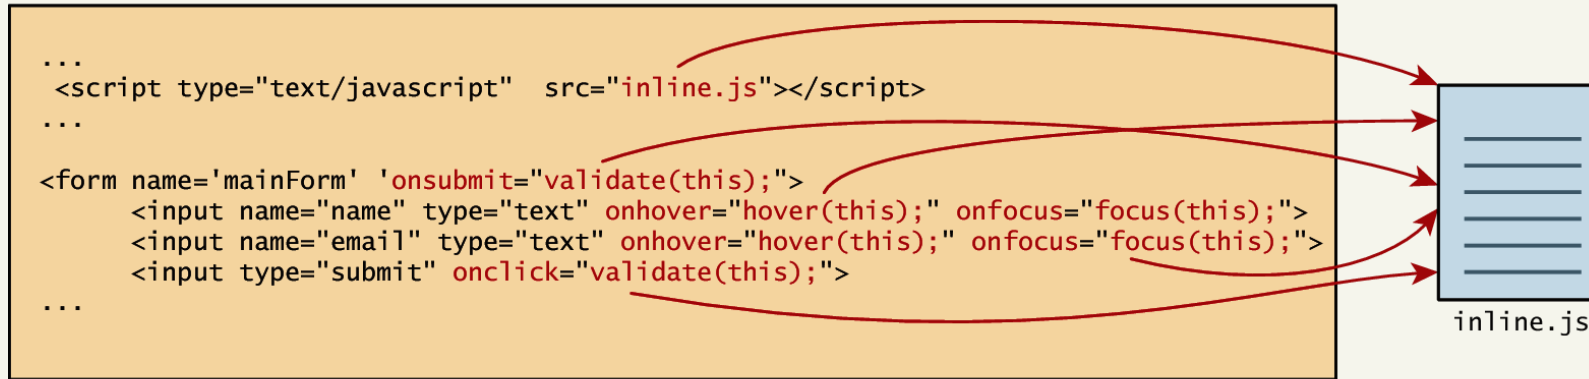 ...
<script type="text/javascript"  src="inline.js"></script>
...
<form name='mainForm' 'onsubmit="validate(this);">
<input name="name" type="text" onhover="hover(this);" onfocus="focus(this);">
<input name="email" type="text" onhover="hover(this);" onfocus="focus(this);">
<input type="submit" onclick="validate(this);">
...
inline.js